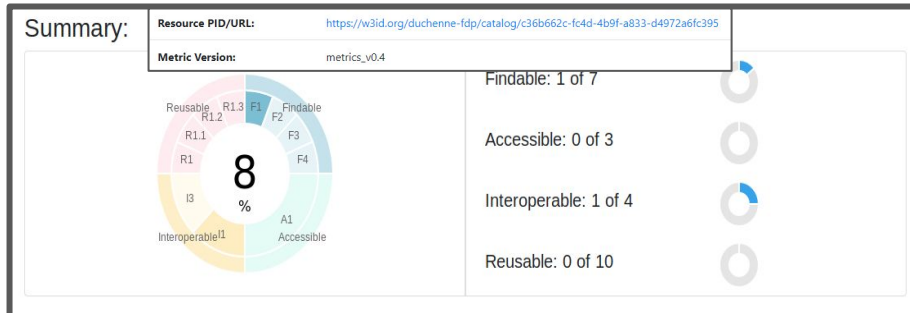 Summary:
Resource PID/URL: https://w3id.org/duchenne-fdp/catalog/c36b662c-fc4d-4b9f-a833-d4972a6fc395
Metric Version: metrics_v0.4
Reusable R1.2 R1.3 F1 F2 Findable
R1.1 F3
R1 F4
8
%
I3 A1
Interoperable I1 Accessible
Findable: 1 of 7
Accessible: 0 of 3
Interoperable: 1 of 4
Reusable: 0 of 10